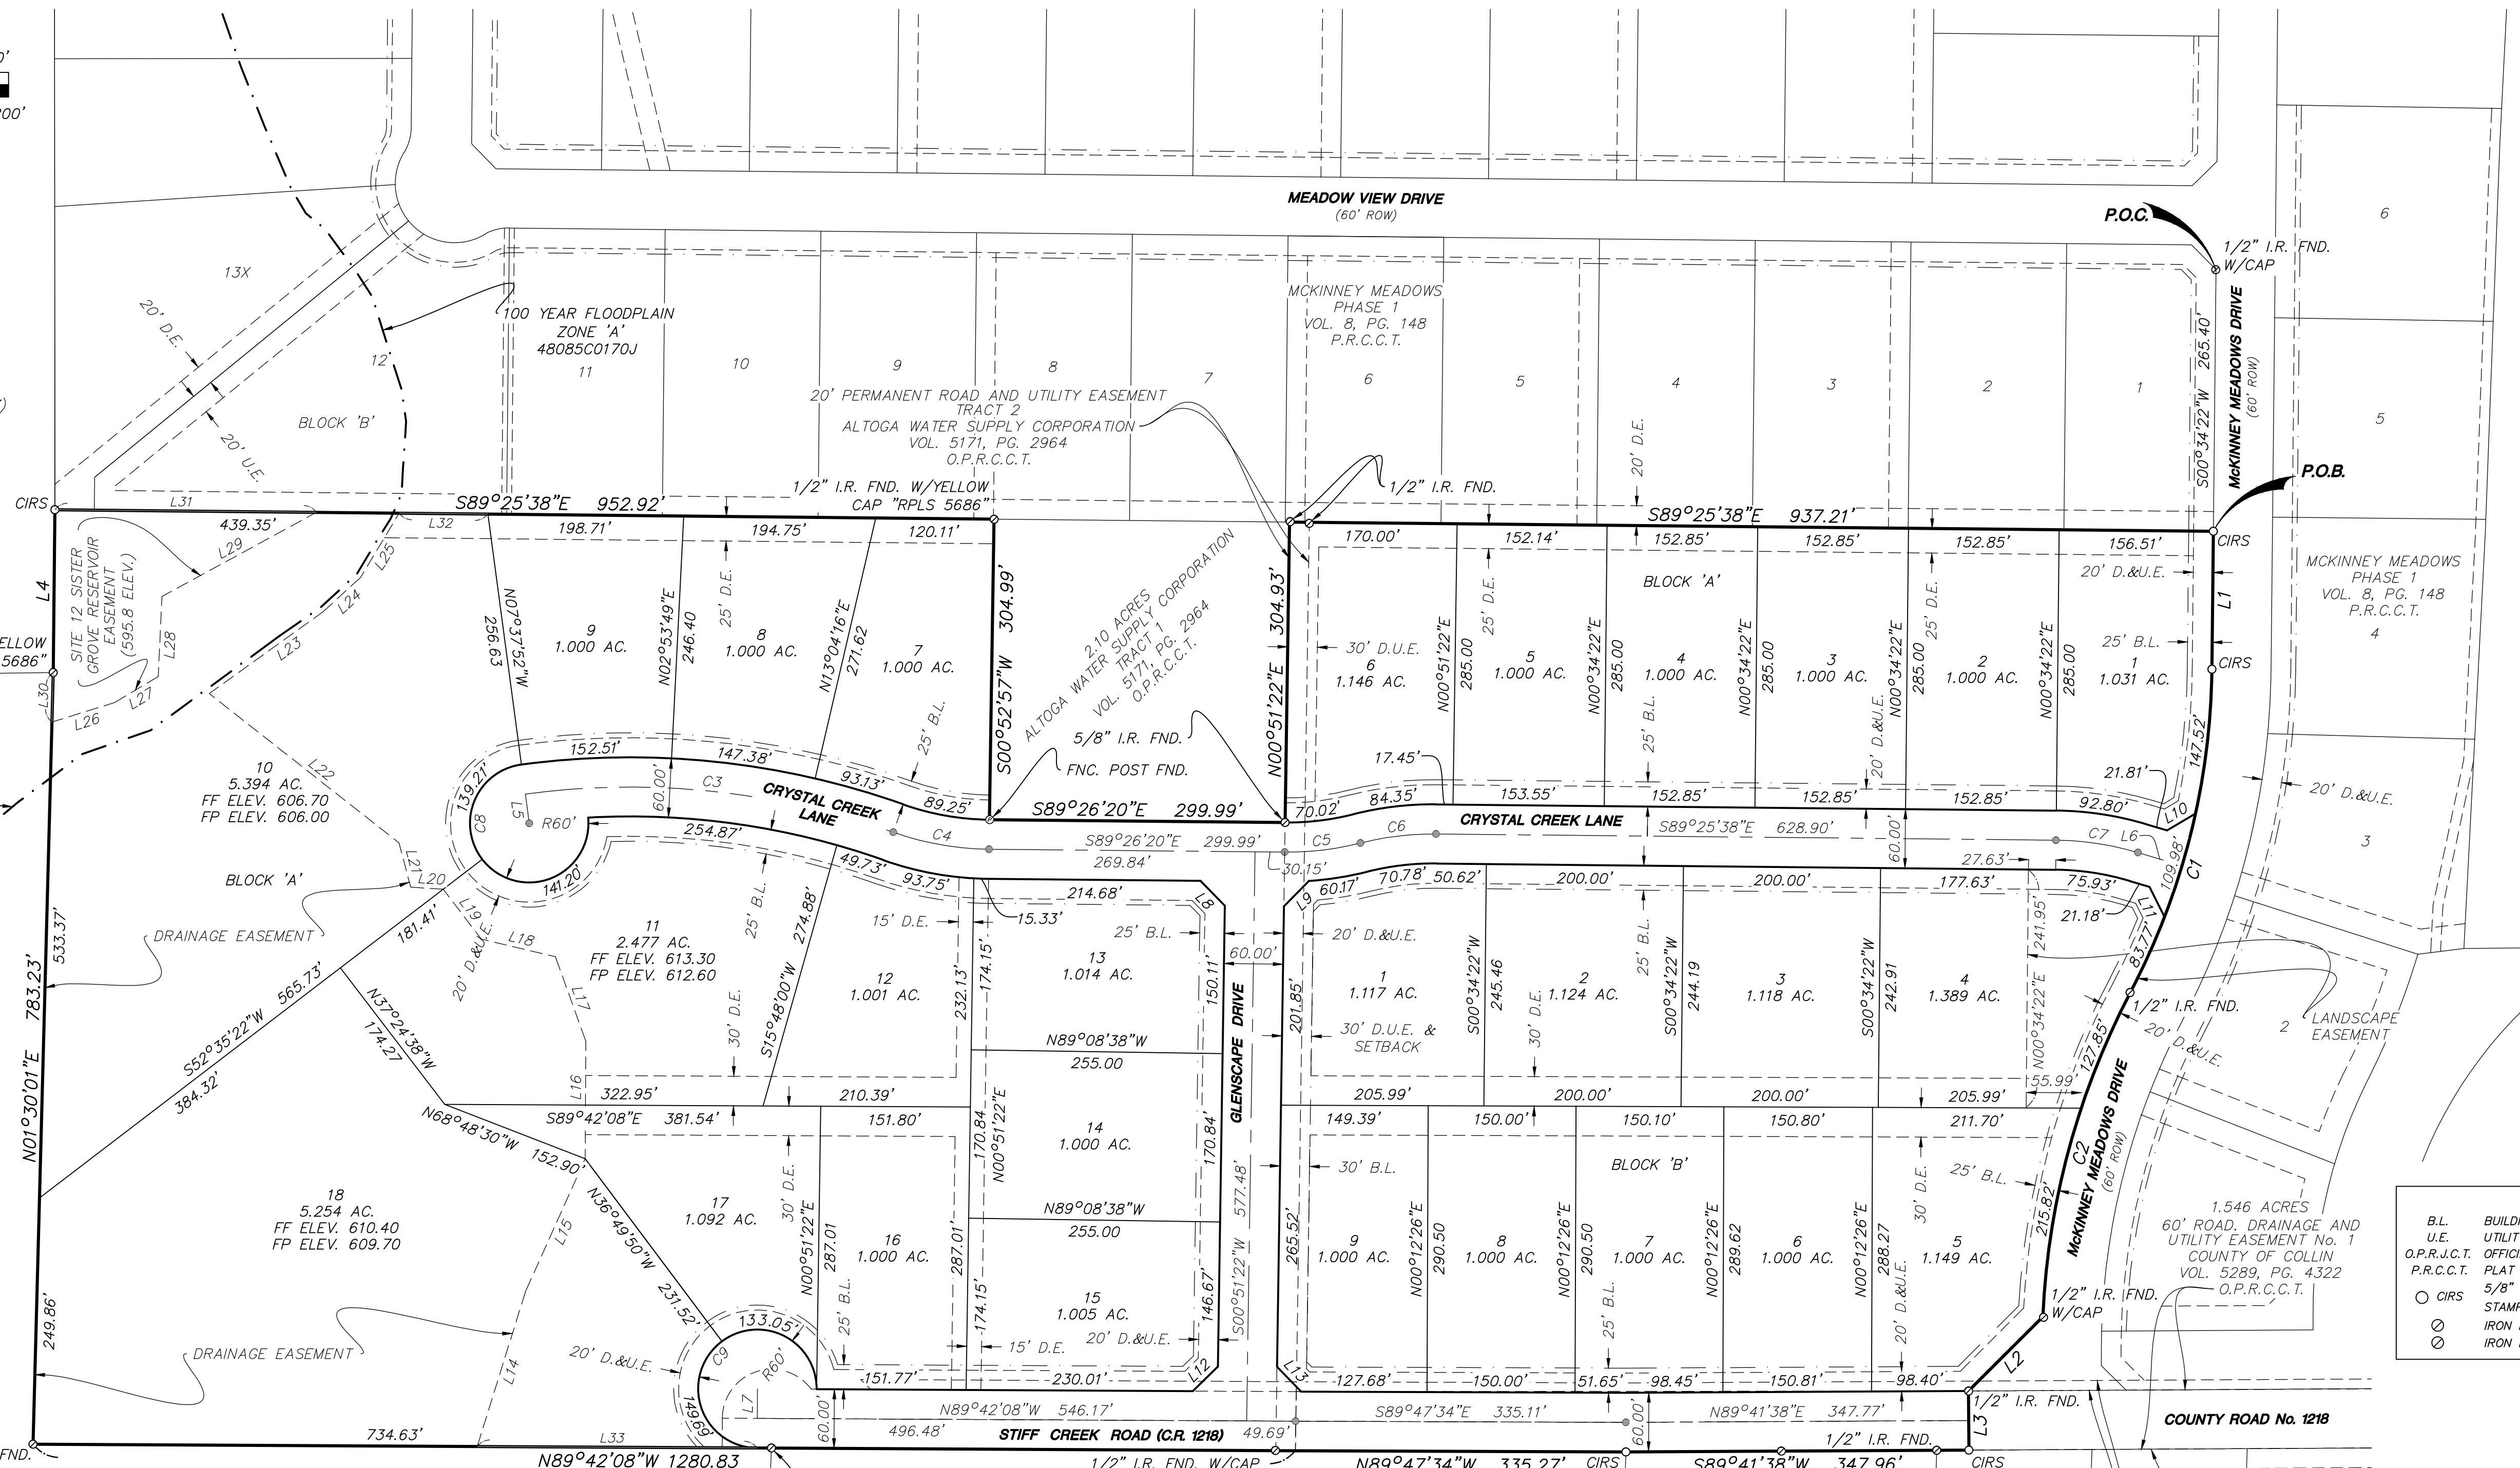 0'
200'
MEADOW VIEW DRIVE
(60' ROW)
P.O.C.
1/2" I.R. FND.
W/CAP
6
13X
20' D.E.
100 YEAR FLOODPLAIN
ZONE 'A'
48085C0170J
12
BLOCK 'B'
20' U.E.
11
10
9
8
7
6
5
4
3
2
1
MCKINNEY MEADOWS
PHASE 1
VOL. 8, PG. 148
P.R.C.C.T.
20' PERMANENT ROAD AND UTILITY EASEMENT
TRACT 2
ALTOGA WATER SUPPLY CORPORATION
VOL. 5171, PG. 2964
O.P.R.C.C.T.
20' D.E.
S00°34'22"W 265.40'
McKINNEY MEADOWS DRIVE
(60' ROW)
5
P.O.B.
CIRS
L31
S89°25'38"E 952.92'
1/2" I.R. FND. W/YELLOW
CAP "RPLS 5686"
1/2" I.R. FND.
S89°25'38"E 937.21'
CIRS
439.35'
L32
198.71'
194.75'
120.11'
170.00'
152.14'
152.85'
152.85'
152.85'
156.51'
L29
L25
L4
SITE 12 SISTER
GROVE RESERVOIR
EASEMENT
(595.8 ELEV.)
L24
L23
L28
L27
L26
L30
YELLOW
5686"
N07°37'52"W
256.63
9
1.000 AC.
N02°53'49"E
246.40
25' D.E.
8
1.000 AC.
N13°04'16"E
271.62
7
1.000 AC.
S00°52'57"W 304.99'
2.10 ACRES
ALTOGA WATER SUPPLY CORPORATION
TRACT 1
VOL. 5171, PG. 2964
O.P.R.C.C.T.
N00°51'22"E 304.93'
30' D.U.E.
6
1.146 AC.
N00°51'22"E
285.00
25' D.E.
5
1.000 AC.
N00°34'22"E
285.00
BLOCK 'A'
4
1.000 AC.
25' B.L.
N00°34'22"E
285.00
3
1.000 AC.
20' D.&U.E.
N00°34'22"E
285.00
25' D.E.
2
1.000 AC.
N00°34'22"E
285.00
20' D.&U.E.
25' B.L.
1
1.031 AC.
L1
CIRS
147.52'
MCKINNEY MEADOWS
PHASE 1
VOL. 8, PG. 148
P.R.C.C.T.
4
5/8" I.R. FND.
FNC. POST FND.
25' B.L.
152.51'
147.38'
93.13'
89.25'
C3
60.00'
CRYSTAL CREEK
LANE
139.21'
C8
L5
R60'
254.87'
C4
S89°26'20"E 299.99'
17.45'
70.02'
84.35'
C6
C5
CRYSTAL CREEK LANE
S89°25'38"E 628.90'
153.55'
152.85'
152.85'
152.85'
92.80'
21.81'
L10
60.00'
C7
L6
109.98'
C1
20' D.&U.E.
3
10
5.394 AC.
FF ELEV. 606.70
FP ELEV. 606.00
L22
BLOCK 'A'
L21
L20
L19
L18
L17
L16
141.20'
49.73'
93.75'
S89°26'20"E 299.99'
269.84'
30.15'
214.68'
15.33'
L8
L9
60.17'
70.78'
50.62'
200.00'
200.00'
177.63'
27.63'
75.93'
21.18'
L11
83.77'
DRAINAGE EASEMENT
533.37'
N01°30'01"E 783.23'
181.41'
S52°35'22"W 565.73'
384.32'
20' D.&U.E.
11
2.477 AC.
FF ELEV. 613.30
FP ELEV. 612.60
25' B.L.
S15°48'00"W 274.88'
30' D.E.
12
1.001 AC.
15' D.E.
232.13'
174.15'
13
1.014 AC.
25' B.L.
150.11'
60.00'
GLENSCAPE DRIVE
20' D.&U.E.
201.85'
30' D.U.E. &
SETBACK
1
1.117 AC.
S00°34'22"W
245.46
30' D.E.
2
1.124 AC.
25' B.L.
S00°34'22"W
244.19
3
1.118 AC.
S00°34'22"W
242.91
4
1.389 AC.
N00°34'22"E 241.95'
1/2" I.R. FND.
20' D.&U.E.
127.85'
55.99'
2
LANDSCAPE
EASEMENT
N37°24'38"W
174.27
N89°08'38"W
255.00
322.95'
210.39'
S89°42'08"E 381.54'
151.80'
205.99'
200.00'
200.00'
205.99'
149.39'
150.00'
150.10'
150.80'
211.70'
N68°48'30"W
152.90'
N36°49'50"W
231.52'
18
5.254 AC.
FF ELEV. 610.40
FP ELEV. 609.70
L15
L14
17
1.092 AC.
30' D.E.
N00°51'22"E
287.01
16
1.000 AC.
25' B.L.
287.01'
170.84
N00°51'22"E
14
1.000 AC.
170.84'
N89°08'38"W
255.00
174.15'
15
1.005 AC.
15' D.E.
20' D.&U.E.
146.67'
S00°51'22"W 577.48'
30' B.L.
265.52'
9
1.000 AC.
N00°12'26"E
290.50
8
1.000 AC.
N00°12'26"E
290.50
25' B.L.
BLOCK 'B'
7
1.000 AC.
N00°12'26"E
289.62
6
1.000 AC.
N00°12'26"E
288.27
20' D.&U.E.
30' D.E.
5
1.149 AC.
25' B.L.
C2
215.82'
McKINNEY MEADOWS DRIVE
(60' ROW)
1.546 ACRES
60' ROAD, DRAINAGE AND
UTILITY EASEMENT No. 1
COUNTY OF COLLIN
VOL. 5289, PG. 4322
O.P.R.C.C.T.
1/2" I.R. FND.
W/CAP
B.L. BUILDI
U.E. UTILIT
O.P.R.J.C.T. OFFICI
P.R.C.C.T. PLAT
CIRS 5/8"
STAMP
IRON
IRON
249.86'
DRAINAGE EASEMENT
20' D.&U.E.
C9
133.05'
R60'
149.69'
L7
151.77'
230.01'
L12
L13
127.68'
150.00'
51.65'
98.45'
150.81'
98.40'
L2
1/2" I.R. FND.
L3
60.00'
N89°42'08"W 546.17'
S89°47'34"E 335.11'
60.00'
N89°41'38"E 347.77'
COUNTY ROAD No. 1218
496.48'
STIFF CREEK ROAD (C.R. 1218)
49.69'
1/2" I.R. FND.
734.63'
L33
FND.
N89°42'08"W 1280.83
1/2" I.R. FND. W/CAP
N89°47'34"W 335.27'
CIRS
S89°41'38"W 347.96'
CIRS